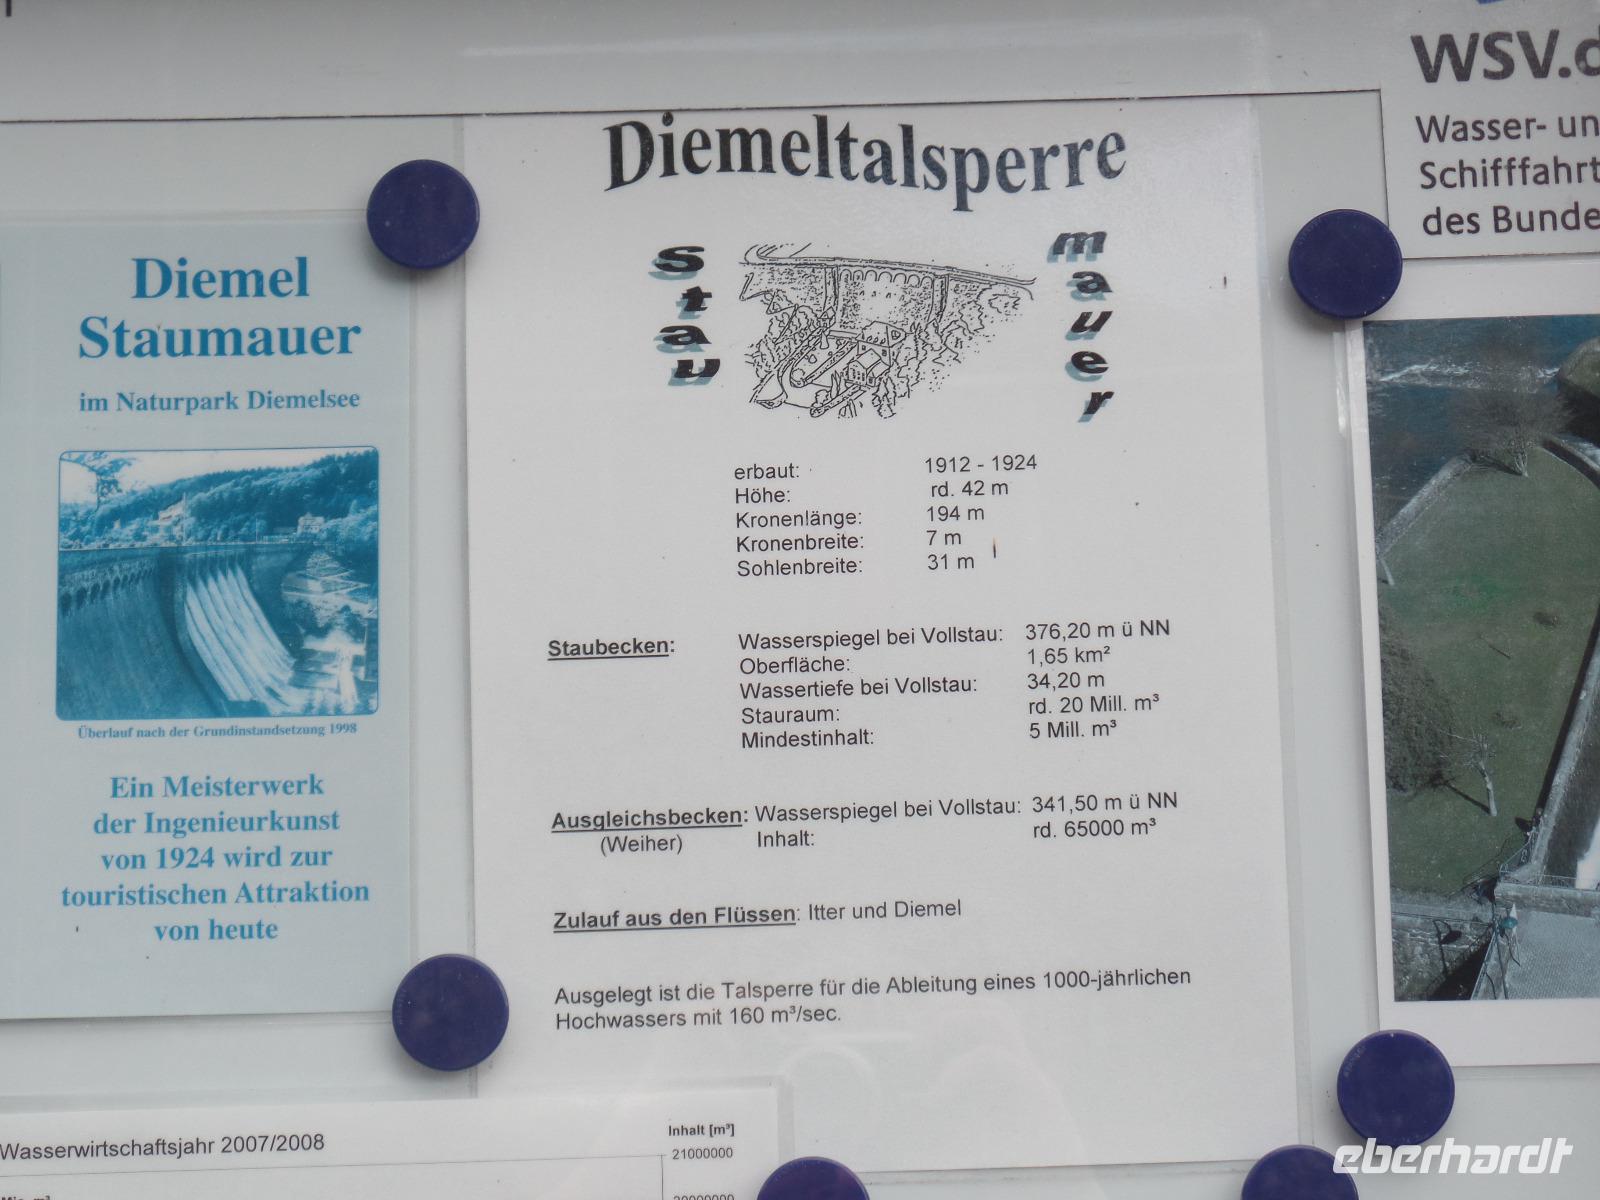 WSV.d
Wasser- un
Schifffahrt
des Bunde
Diemel
Staumauer
im Naturpark Diemelsee
Überlauf nach der Grundinstandsetzung 1998
Ein Meisterwerk
der Ingenieurkunst
von 1924 wird zur
touristischen Attraktion
von heute
Diemeltalsperre
Stau
mauer
erbaut: 1912 - 1924
Höhe: rd. 42 m
Kronenlänge: 194 m
Kronenbreite: 7 m
Sohlenbreite: 31 m
Staubecken: Wasserspiegel bei Vollstau: 376,20 m ü NN
Oberfläche: 1,65 km²
Wassertiefe bei Vollstau: 34,20 m
Stauraum: rd. 20 Mill. m³
Mindestinhalt: 5 Mill. m³
Ausgleichsbecken: Wasserspiegel bei Vollstau: 341,50 m ü NN
(Weiher) Inhalt: rd. 65000 m³
Zulauf aus den Flüssen: Itter und Diemel
Ausgelegt ist die Talsperre für die Ableitung eines 1000-jährlichen
Hochwassers mit 160 m³/sec.
Wasserwirtschaftsjahr 2007/2008
Inhalt [m³]
21000000
eberhardt